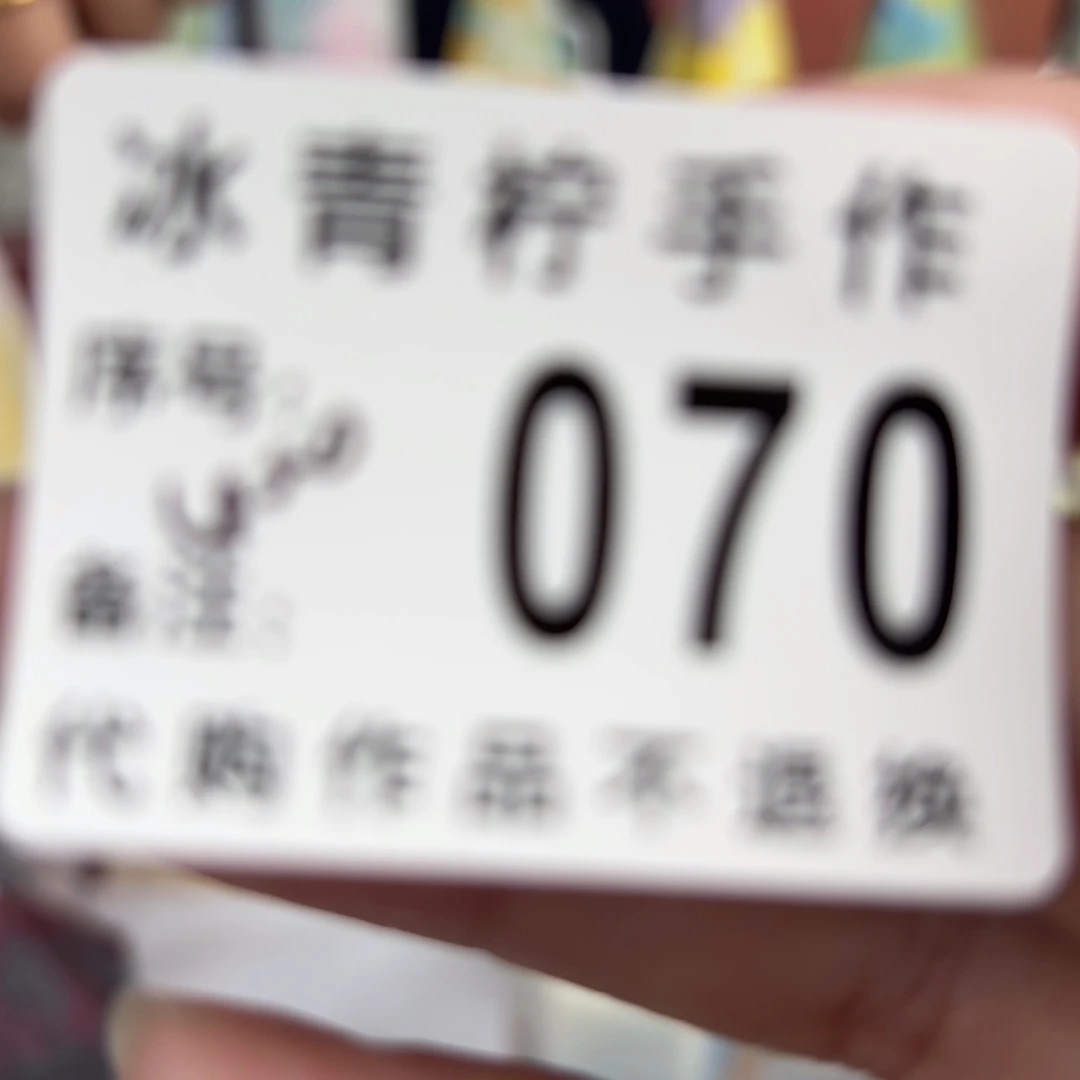 冰青柠手作
序号: 070
备注:
代购作品不退换